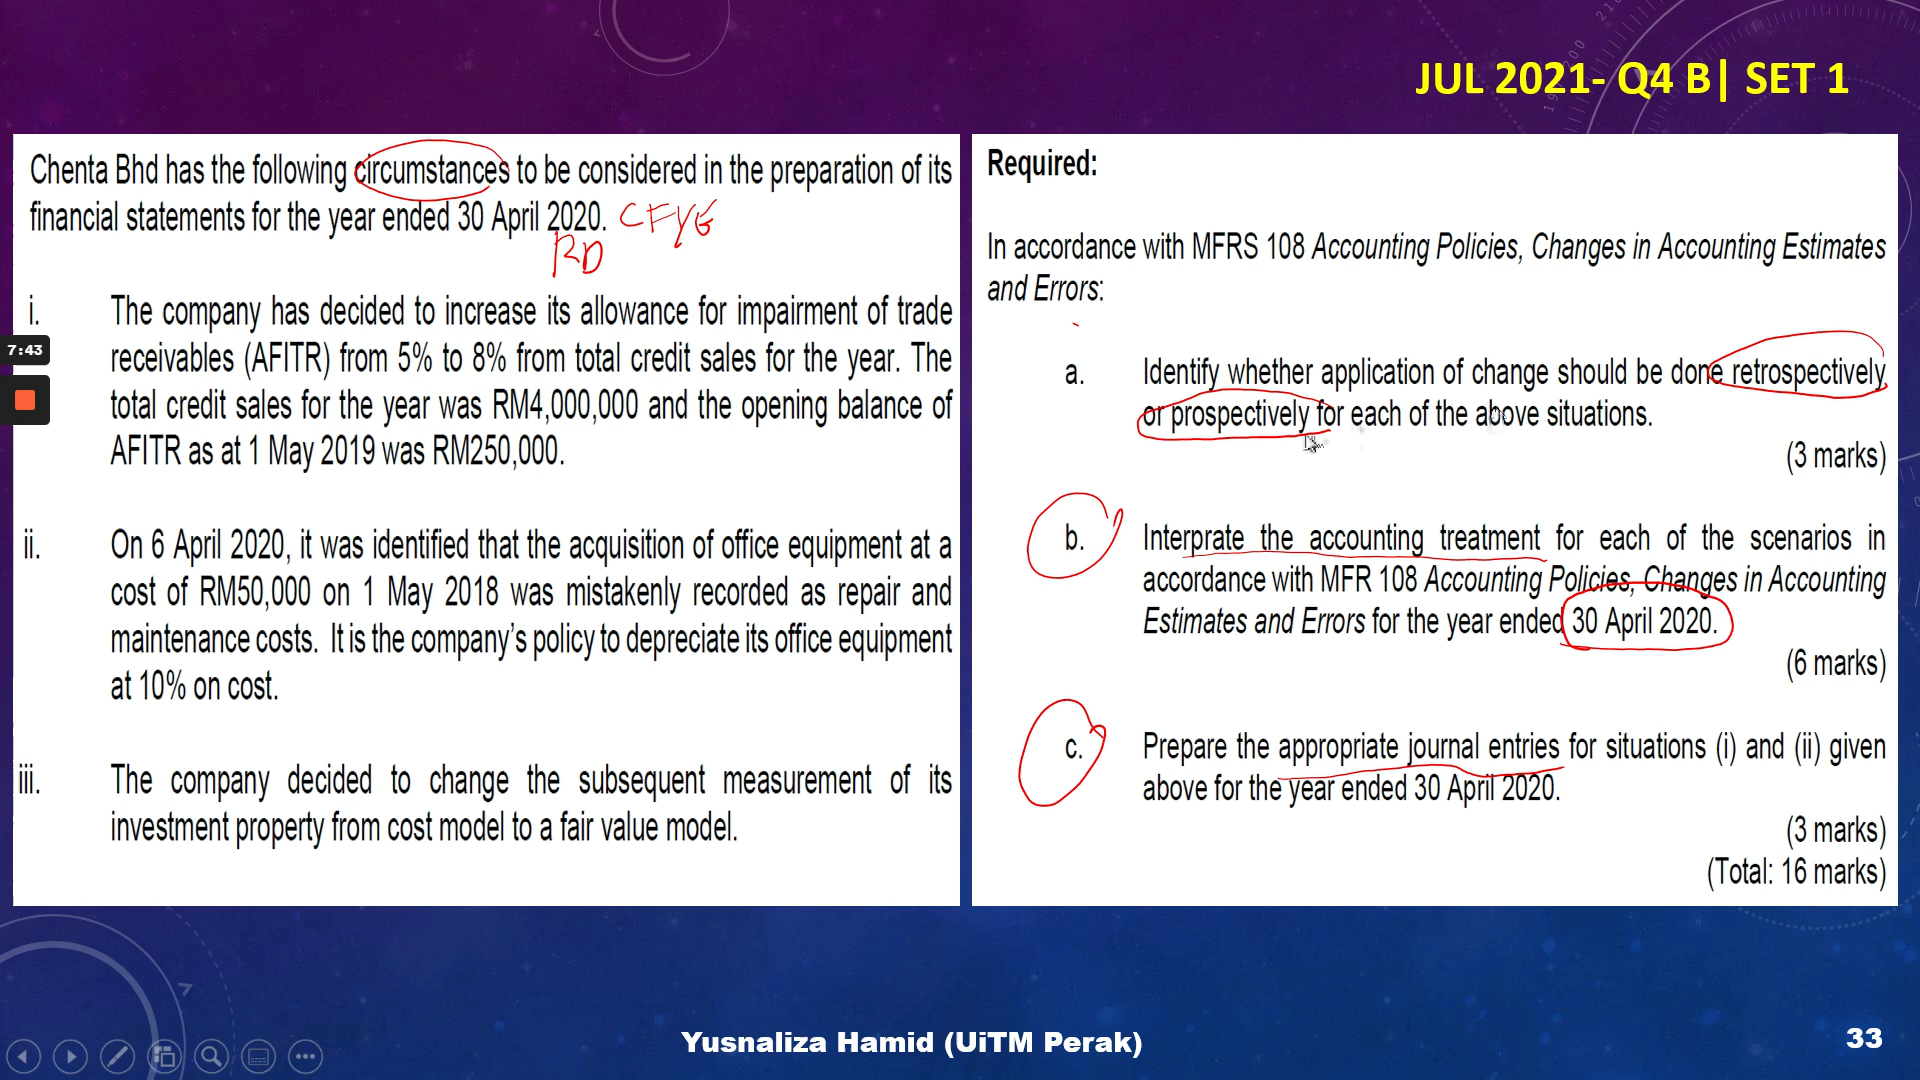 JUL 2021- Q4 B| SET 1
Chenta Bhd has the following circumstances to be considered in the preparation of its
financial statements for the year ended 30 April 2020. CFYE
RD
i. The company has decided to increase its allowance for impairment of trade
receivables (AFITR) from 5% to 8% from total credit sales for the year. The
total credit sales for the year was RM4,000,000 and the opening balance of
AFITR as at 1 May 2019 was RM250,000.
ii. On 6 April 2020, it was identified that the acquisition of office equipment at a
cost of RM50,000 on 1 May 2018 was mistakenly recorded as repair and
maintenance costs. It is the company's policy to depreciate its office equipment
at 10% on cost.
iii. The company decided to change the subsequent measurement of its
investment property from cost model to a fair value model.
7:43
Required:
In accordance with MFRS 108 Accounting Policies, Changes in Accounting Estimates
and Errors:
a. Identify whether application of change should be done retrospectively
or prospectively for each of the above situations.
(3 marks)
b. Interprate the accounting treatment for each of the scenarios in
accordance with MFR 108 Accounting Policies, Changes in Accounting
Estimates and Errors for the year ended 30 April 2020.
(6 marks)
c. Prepare the appropriate journal entries for situations (i) and (ii) given
above for the year ended 30 April 2020.
(3 marks)
(Total: 16 marks)
Yusnaliza Hamid (UiTM Perak)
33